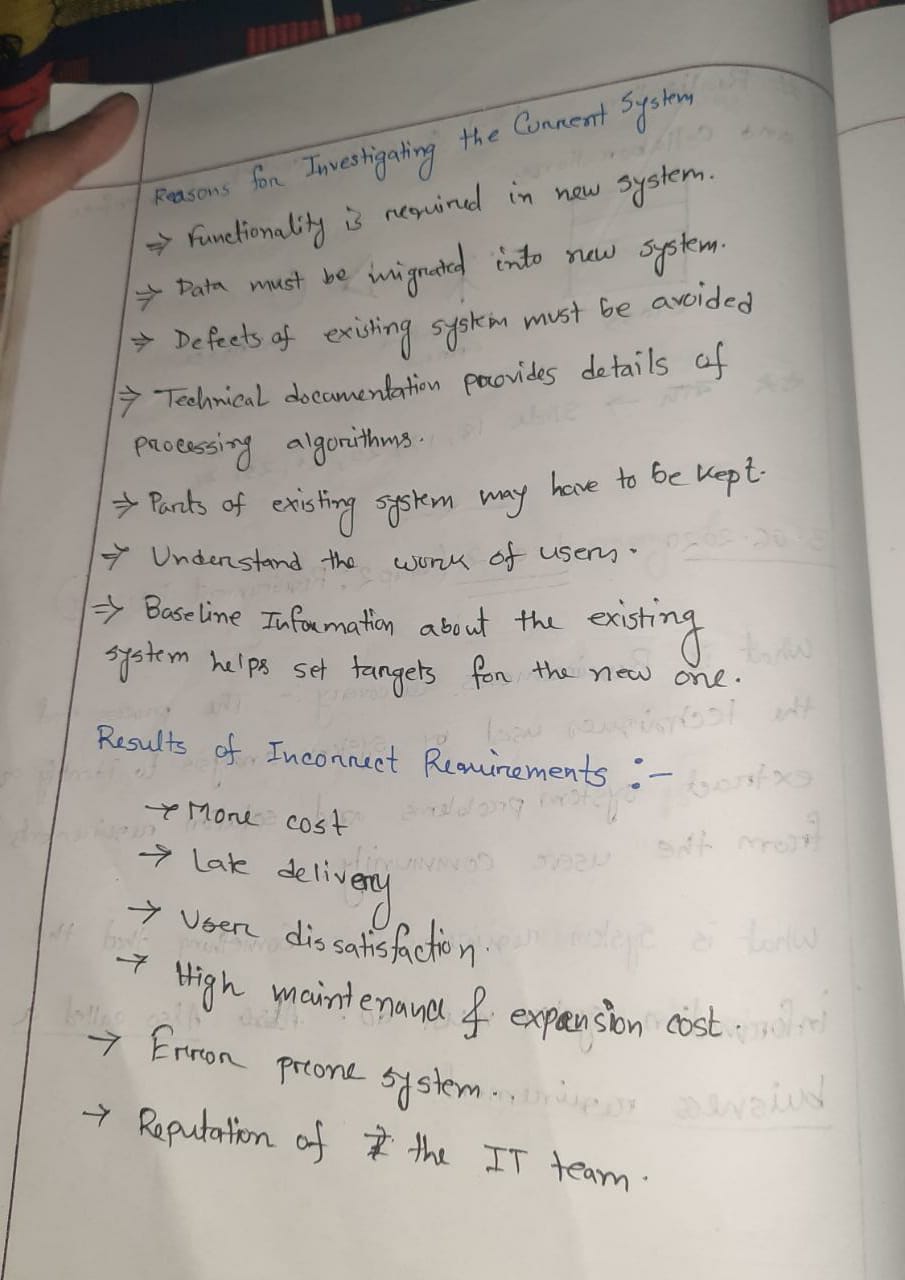 Reasons for Investigating the Current System
⇒ Functionality is required in new system.
⇒ Data must be migrated into new system.
⇒ Defects of existing system must be avoided
⇒ Technical documentation provides details of
processing algorithms.
⇒ Parts of existing system may have to be kept.
⇒ Understand the work of users.
⇒ Baseline Information about the existing
system helps set targets for the new one.
Results of Incorrect Requirements :-
→ More cost
→ Late delivery
→ User dissatisfaction.
→ High maintenance & expansion cost.
→ Error prone system..
→ Reputation of the IT team.